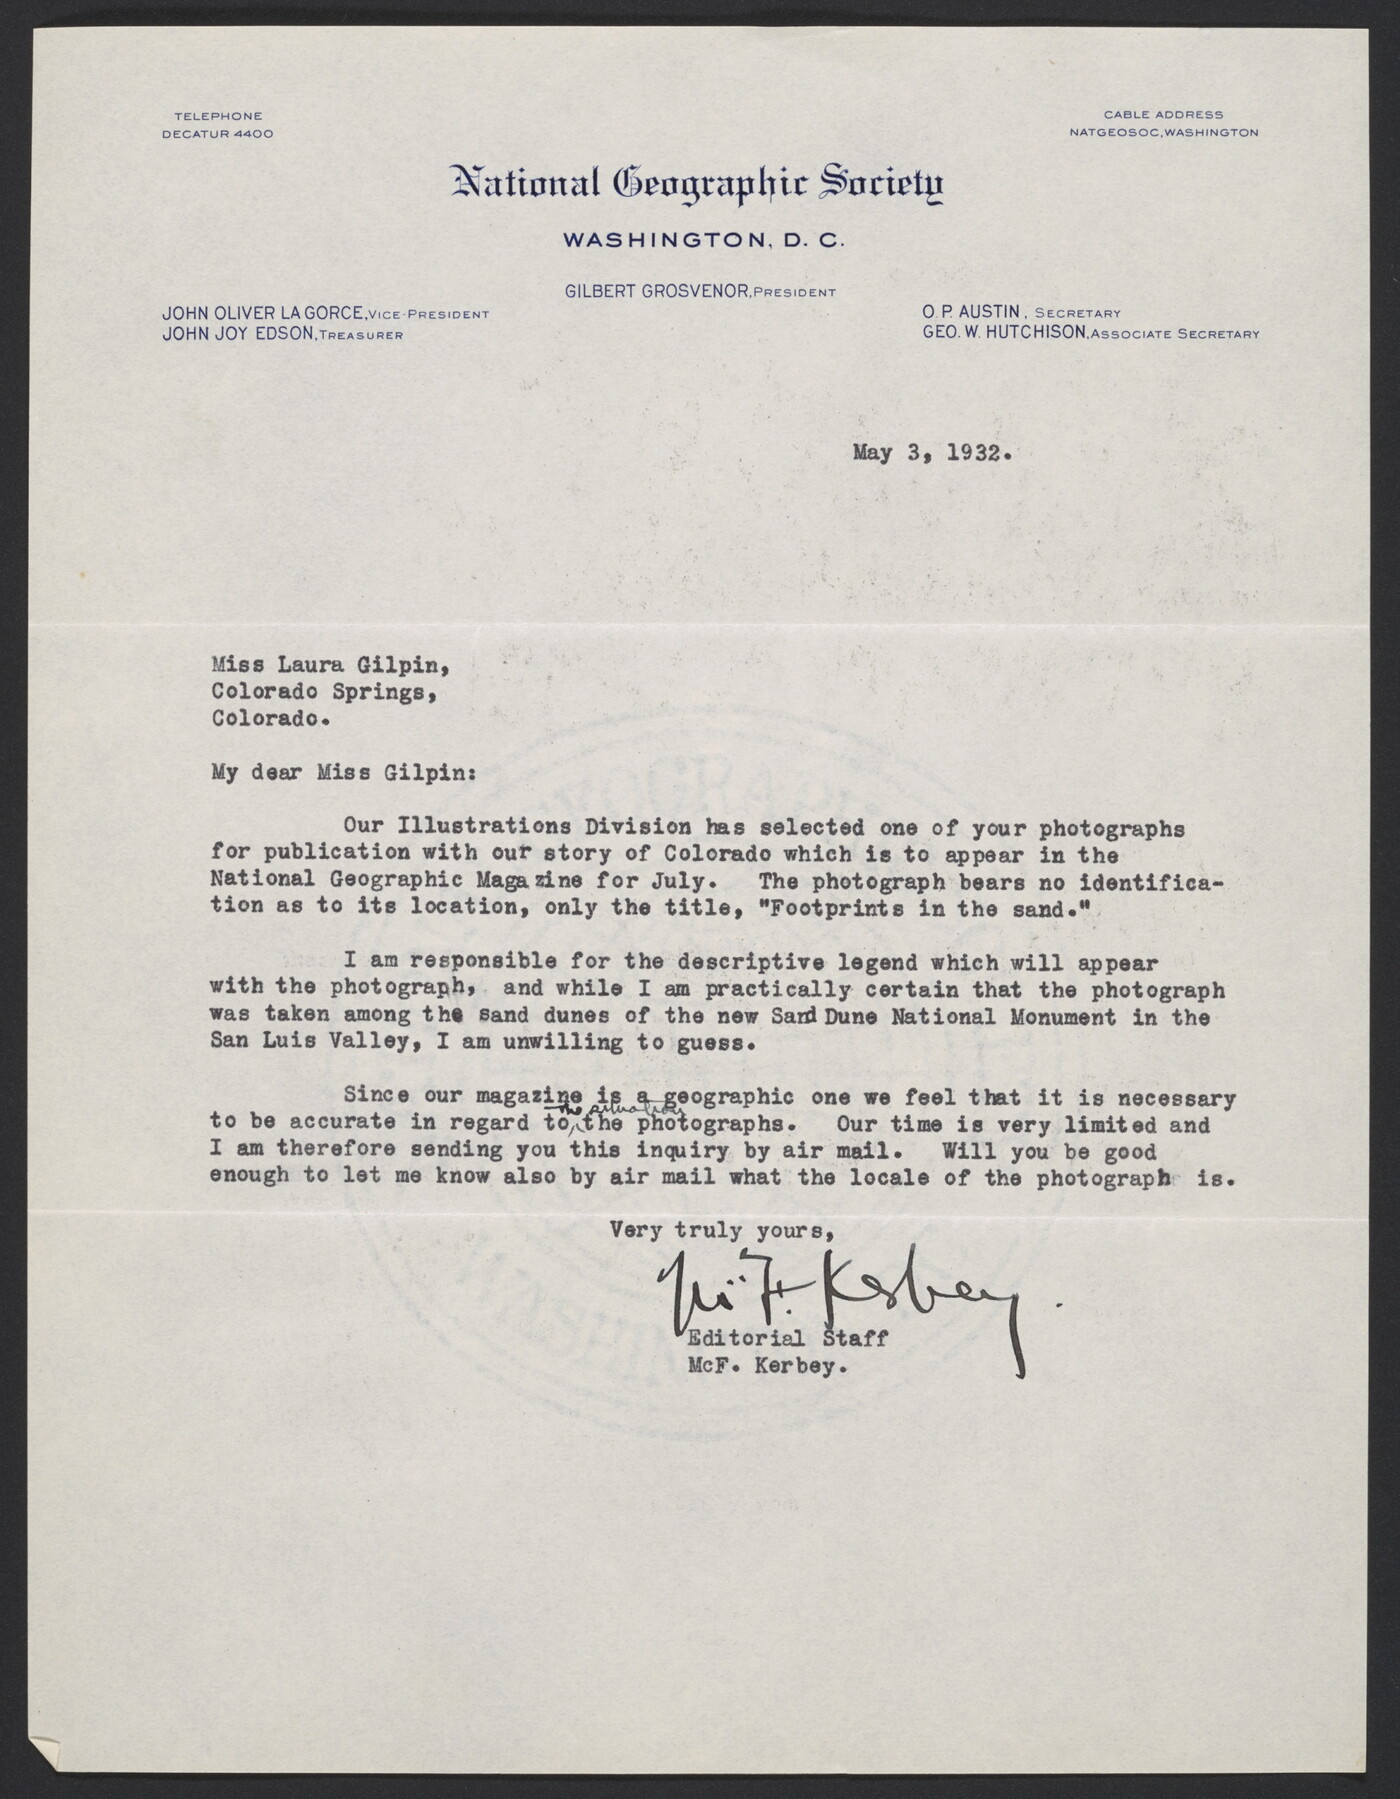 TELEPHONE
DECATUR 4400
CABLE ADDRESS
NATGEOSOC, WASHINGTON
National Geographic Society
WASHINGTON, D. C.
GILBERT GROSVENOR, PRESIDENT
JOHN OLIVER LA GORCE, VICE-PRESIDENT
JOHN JOY EDSON, TREASURER
O. P. AUSTIN, SECRETARY
GEO. W. HUTCHISON, ASSOCIATE SECRETARY
May 3, 1932.
Miss Laura Gilpin,
Colorado Springs,
Colorado.
My dear Miss Gilpin:
Our Illustrations Division has selected one of your photographs
for publication with our story of Colorado which is to appear in the
National Geographic Magazine for July. The photograph bears no identifica-
tion as to its location, only the title, "Footprints in the sand."
I am responsible for the descriptive legend which will appear
with the photograph, and while I am practically certain that the photograph
was taken among the sand dunes of the new Sand Dune National Monument in the
San Luis Valley, I am unwilling to guess.
Since our magazine is a geographic one we feel that it is necessary
the situation
to be accurate in regard to, the photographs. Our time is very limited and
I am therefore sending you this inquiry by air mail. Will you be good
enough to let me know also by air mail what the locale of the photograph is.
Very truly yours,
McF. Kerbey.
Editorial Staff
McF. Kerbey.